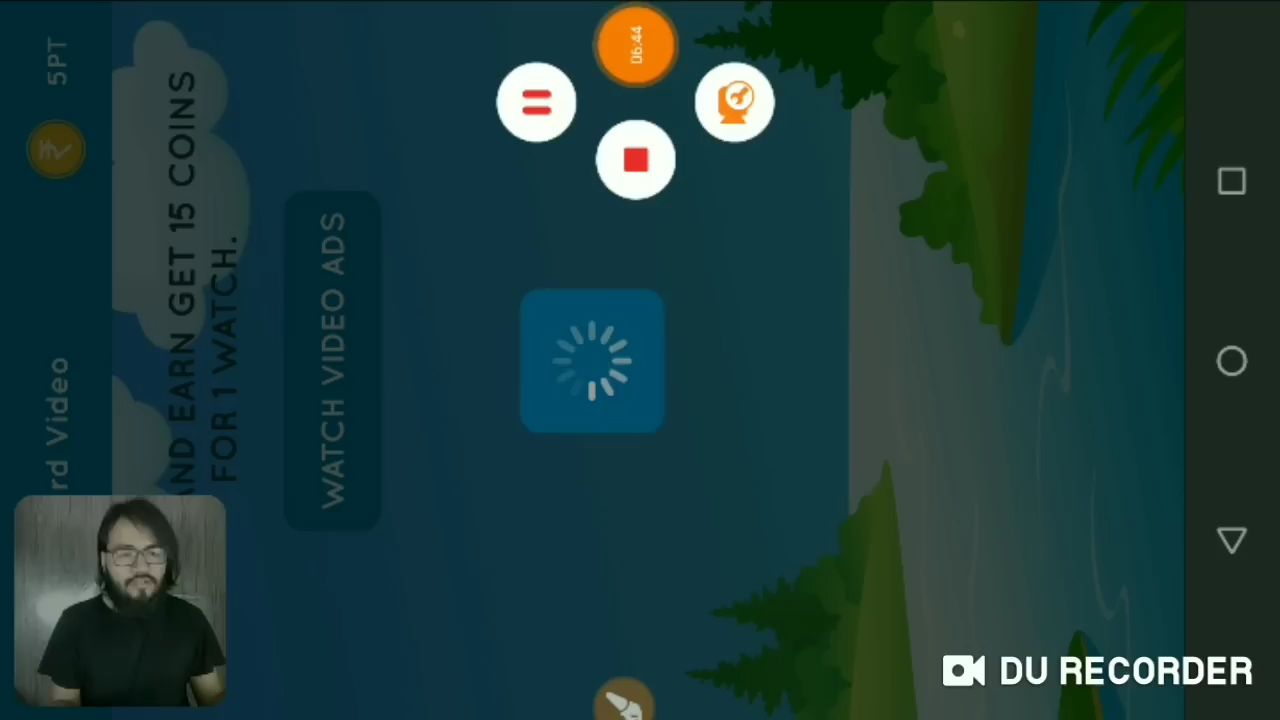 rd Video
5PT
AND EARN GET 15 COINS
FOR 1 WATCH.
WATCH VIDEO ADS
06:44
DU RECORDER